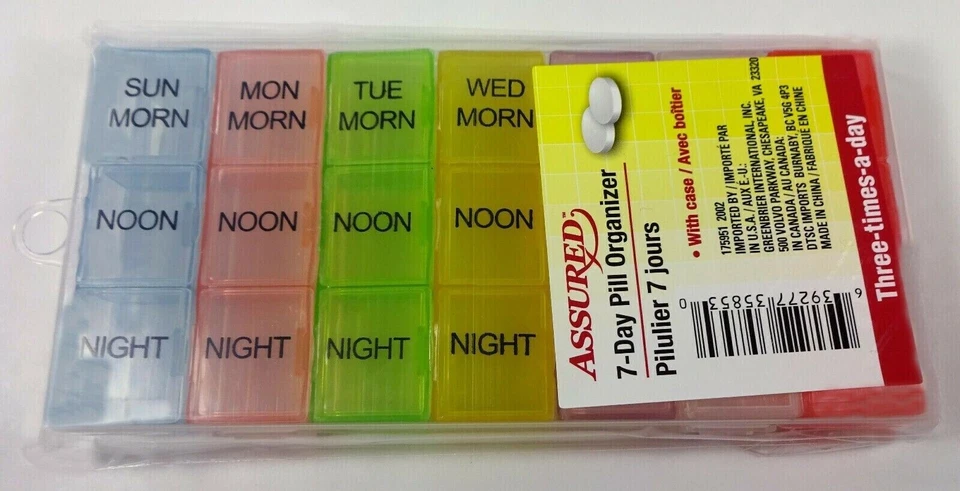 SUN
MORN
NOON
NIGHT
MON
MORN
NOON
NIGHT
TUE
MORN
NOON
NIGHT
WED
MORN
NOON
NIGHT
ASSURED™
7-Day Pill Organizer
Pilulier 7 jours
• With case / Avec boîtier
175951 2002
IMPORTED BY / IMPORTÉ PAR
IN U.S.A. / AUX É.-U.:
GREENBRIER INTERNATIONAL, INC.
500 VOLVO PARKWAY, CHESAPEAKE, VA 23320
IN CANADA / AU CANADA:
DTSC IMPORTS BURNABY, BC V5G 4P3
MADE IN CHINA / FABRIQUÉ EN CHINE
6 39277 35853 0
Three-times-a-day